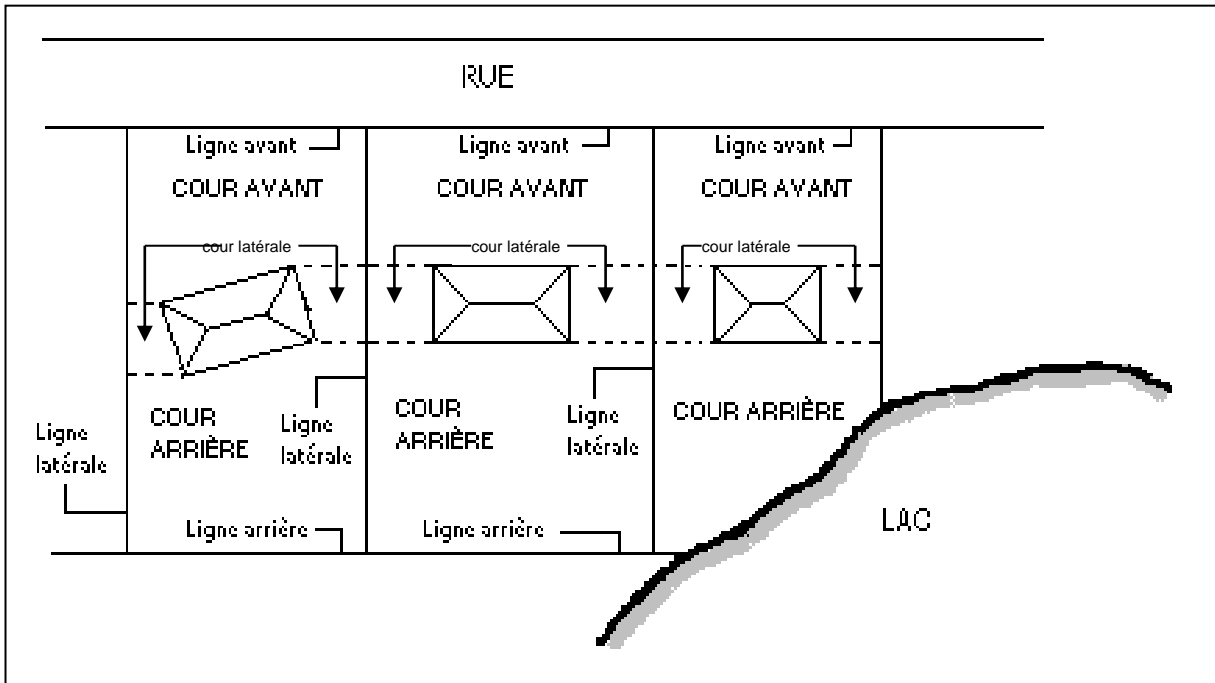 RUE
Ligne avant
Ligne avant
Ligne avant
COUR AVANT
COUR AVANT
COUR AVANT
cour latérale
cour latérale
cour latérale
COUR
ARRIÈRE
Ligne
latérale
COUR
ARRIÈRE
Ligne
latérale
COUR ARRIÈRE
Ligne
latérale
Ligne arrière
Ligne arrière
LAC